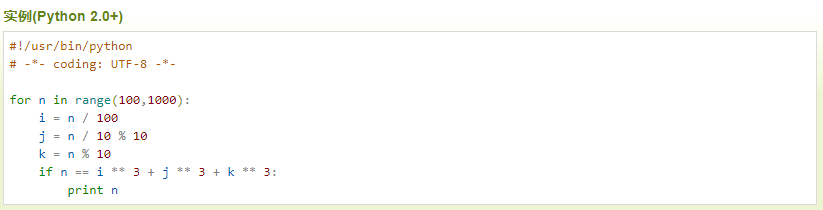 实例(Python 2.0+)
#!/usr/bin/python
# -*- coding: UTF-8 -*-
for n in range(100,1000):
    i = n / 100
    j = n / 10 % 10
    k = n % 10
    if n == i ** 3 + j ** 3 + k ** 3:
        print n